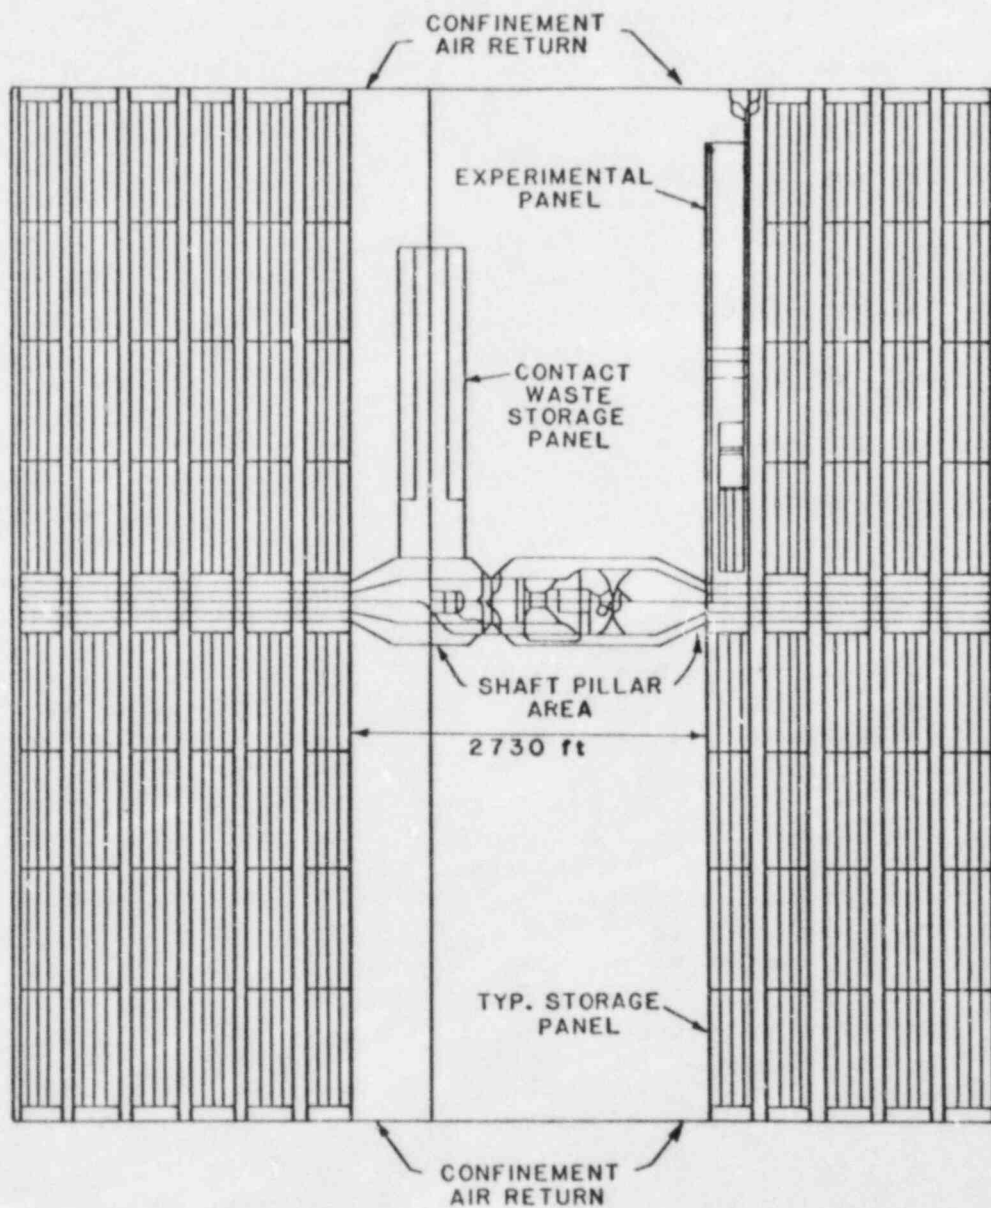 CONFINEMENT
AIR RETURN
EXPERIMENTAL
PANEL
CONTACT
WASTE
STORAGE
PANEL
SHAFT PILLAR
AREA
2730 ft
TYP. STORAGE
PANEL
CONFINEMENT
AIR RETURN